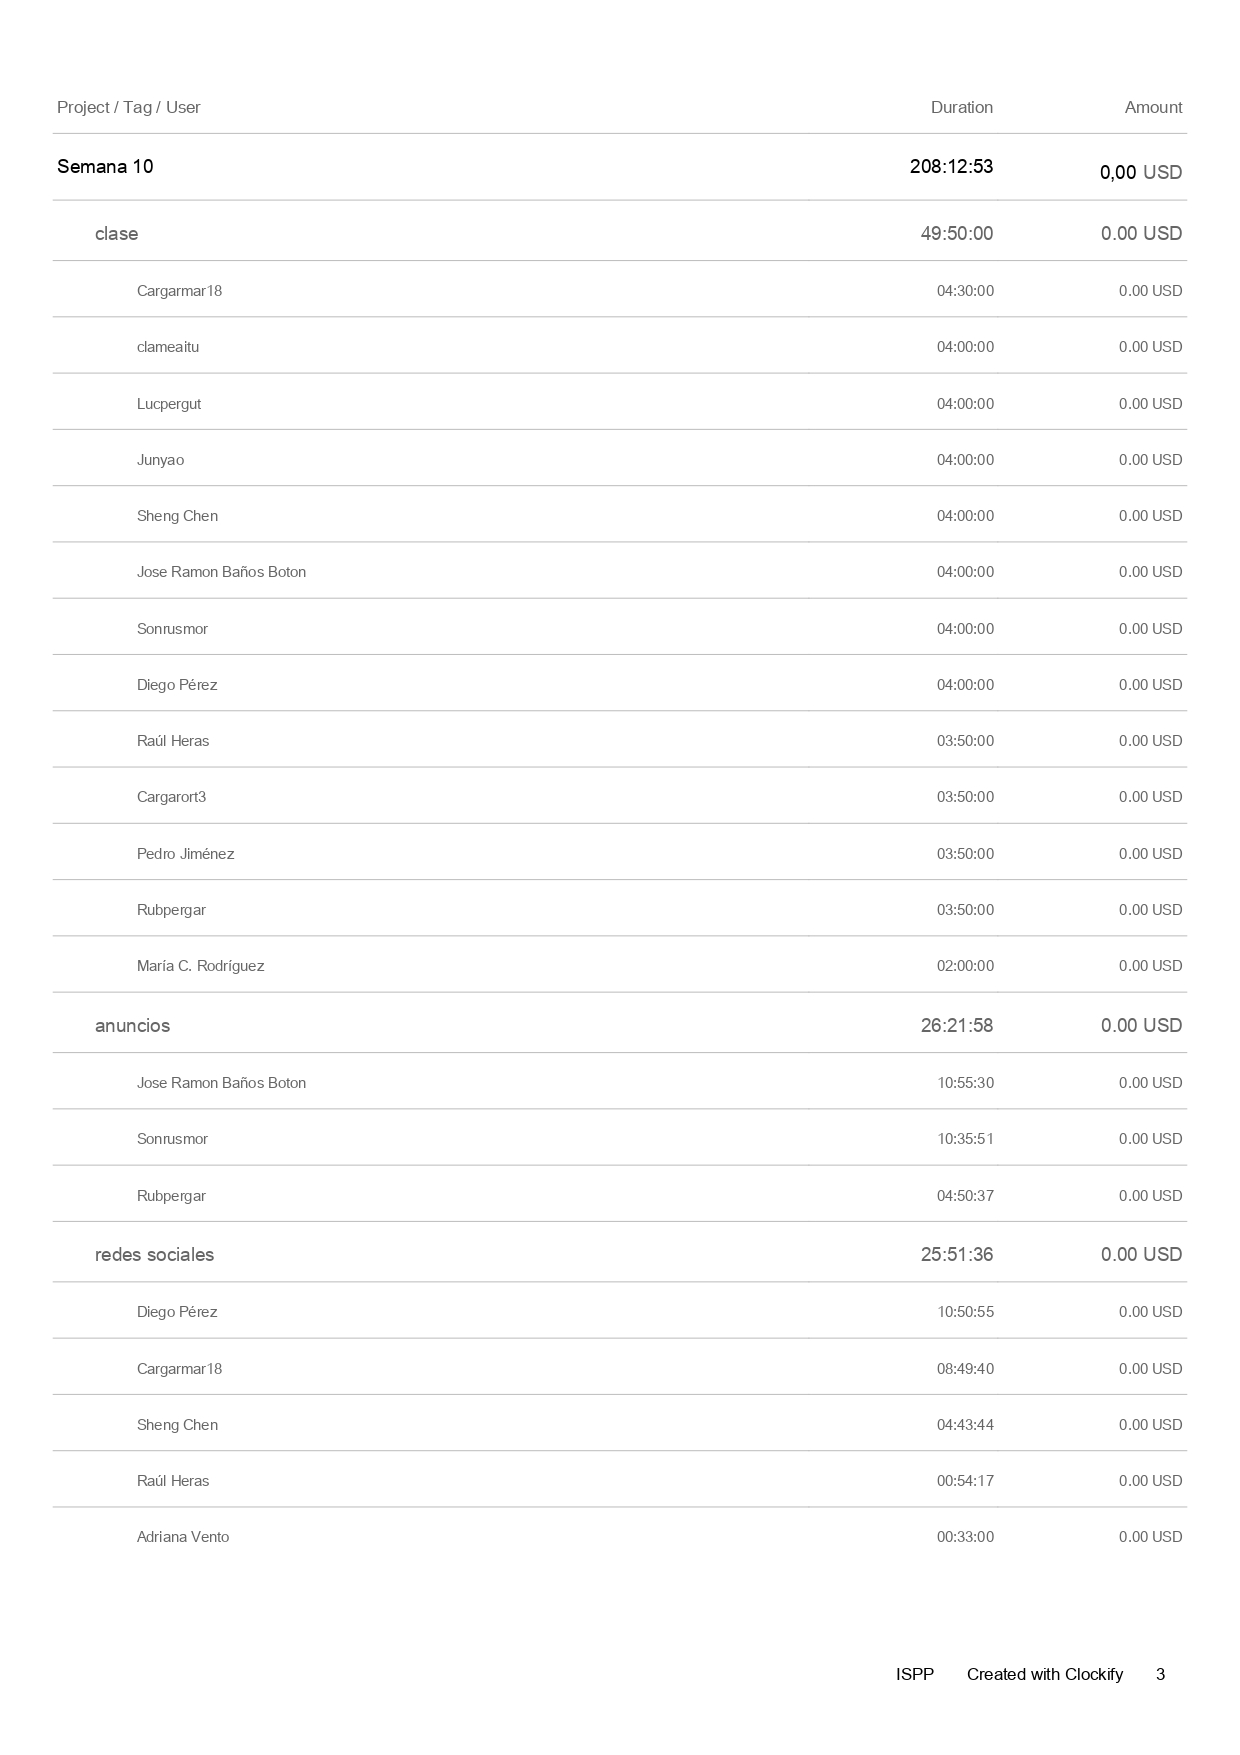 Project / Tag / User Duration Amount
Semana 10 208:12:53 0,00 USD
clase 49:50:00 0.00 USD
Cargarmar18 04:30:00 0.00 USD
clameaitu 04:00:00 0.00 USD
Lucpergut 04:00:00 0.00 USD
Junyao 04:00:00 0.00 USD
Sheng Chen 04:00:00 0.00 USD
Jose Ramon Baños Boton 04:00:00 0.00 USD
Sonrusmor 04:00:00 0.00 USD
Diego Pérez 04:00:00 0.00 USD
Raúl Heras 03:50:00 0.00 USD
Cargarort3 03:50:00 0.00 USD
Pedro Jiménez 03:50:00 0.00 USD
Rubpergar 03:50:00 0.00 USD
María C. Rodríguez 02:00:00 0.00 USD
anuncios 26:21:58 0.00 USD
Jose Ramon Baños Boton 10:55:30 0.00 USD
Sonrusmor 10:35:51 0.00 USD
Rubpergar 04:50:37 0.00 USD
redes sociales 25:51:36 0.00 USD
Diego Pérez 10:50:55 0.00 USD
Cargarmar18 08:49:40 0.00 USD
Sheng Chen 04:43:44 0.00 USD
Raúl Heras 00:54:17 0.00 USD
Adriana Vento 00:33:00 0.00 USD
ISPP Created with Clockify 3